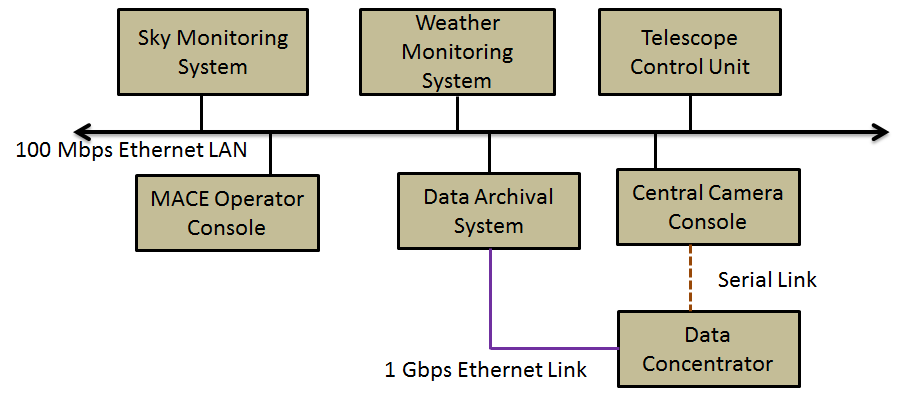 Sky Monitoring
System
Weather
Monitoring
System
Telescope
Control Unit
100 Mbps Ethernet LAN
MACE Operator
Console
Data Archival
System
Central Camera
Console
Serial Link
Data
Concentrator
1 Gbps Ethernet Link